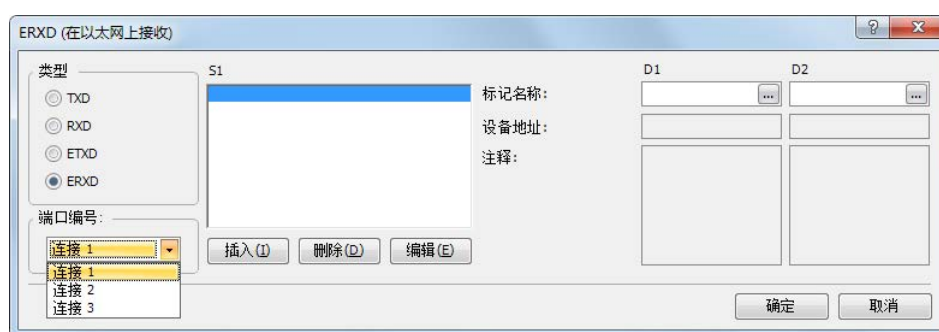 ERXD (在以太网上接收)
类型
TXD
RXD
ETXD
ERXD
端口编号:
连接 1
连接 1
连接 2
连接 3
S1
插入(I) 删除(D) 编辑(E)
D1 D2
标记名称: ... ...
设备地址:
注释:
确定 取消